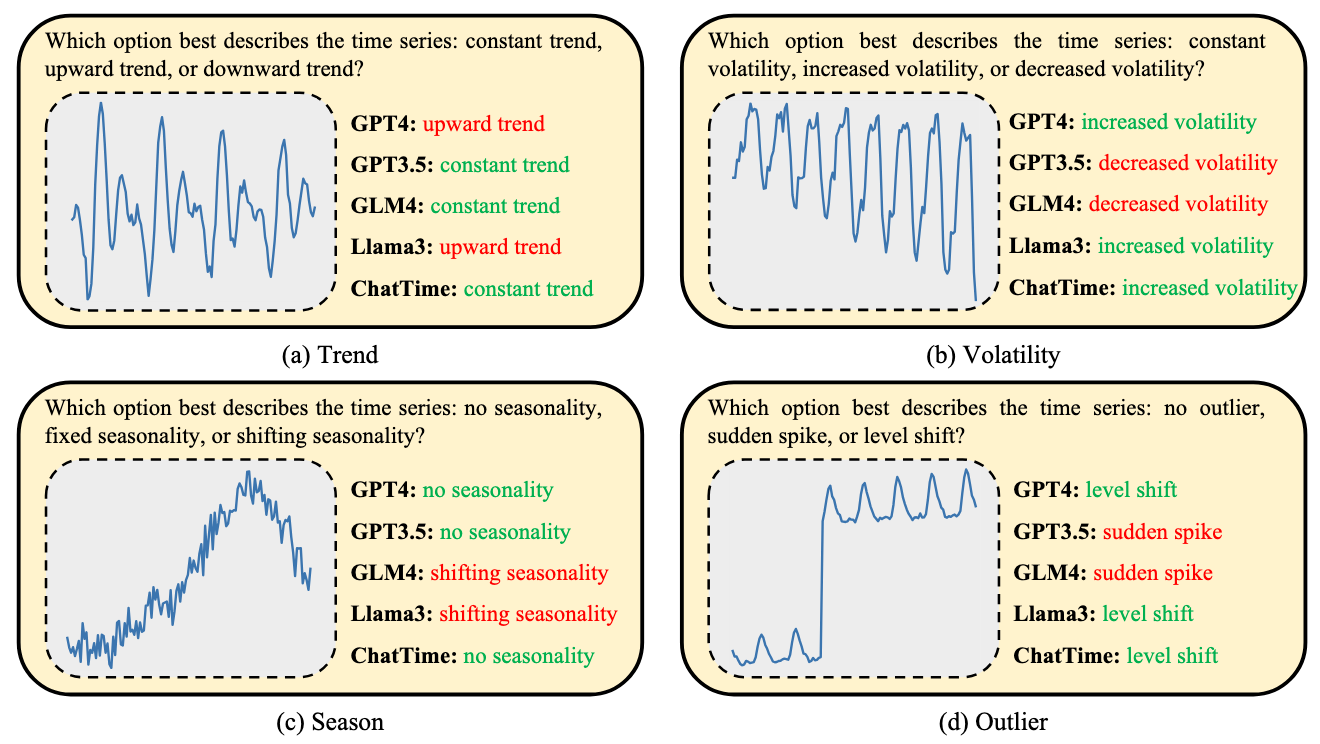 Which option best describes the time series: constant trend,
upward trend, or downward trend?
GPT4: upward trend
GPT3.5: constant trend
GLM4: constant trend
Llama3: upward trend
ChatTime: constant trend
(a) Trend
Which option best describes the time series: constant
volatility, increased volatility, or decreased volatility?
GPT4: increased volatility
GPT3.5: decreased volatility
GLM4: decreased volatility
Llama3: increased volatility
ChatTime: increased volatility
(b) Volatility
Which option best describes the time series: no seasonality,
fixed seasonality, or shifting seasonality?
GPT4: no seasonality
GPT3.5: no seasonality
GLM4: shifting seasonality
Llama3: shifting seasonality
ChatTime: no seasonality
(c) Season
Which option best describes the time series: no outlier,
sudden spike, or level shift?
GPT4: level shift
GPT3.5: sudden spike
GLM4: sudden spike
Llama3: level shift
ChatTime: level shift
(d) Outlier